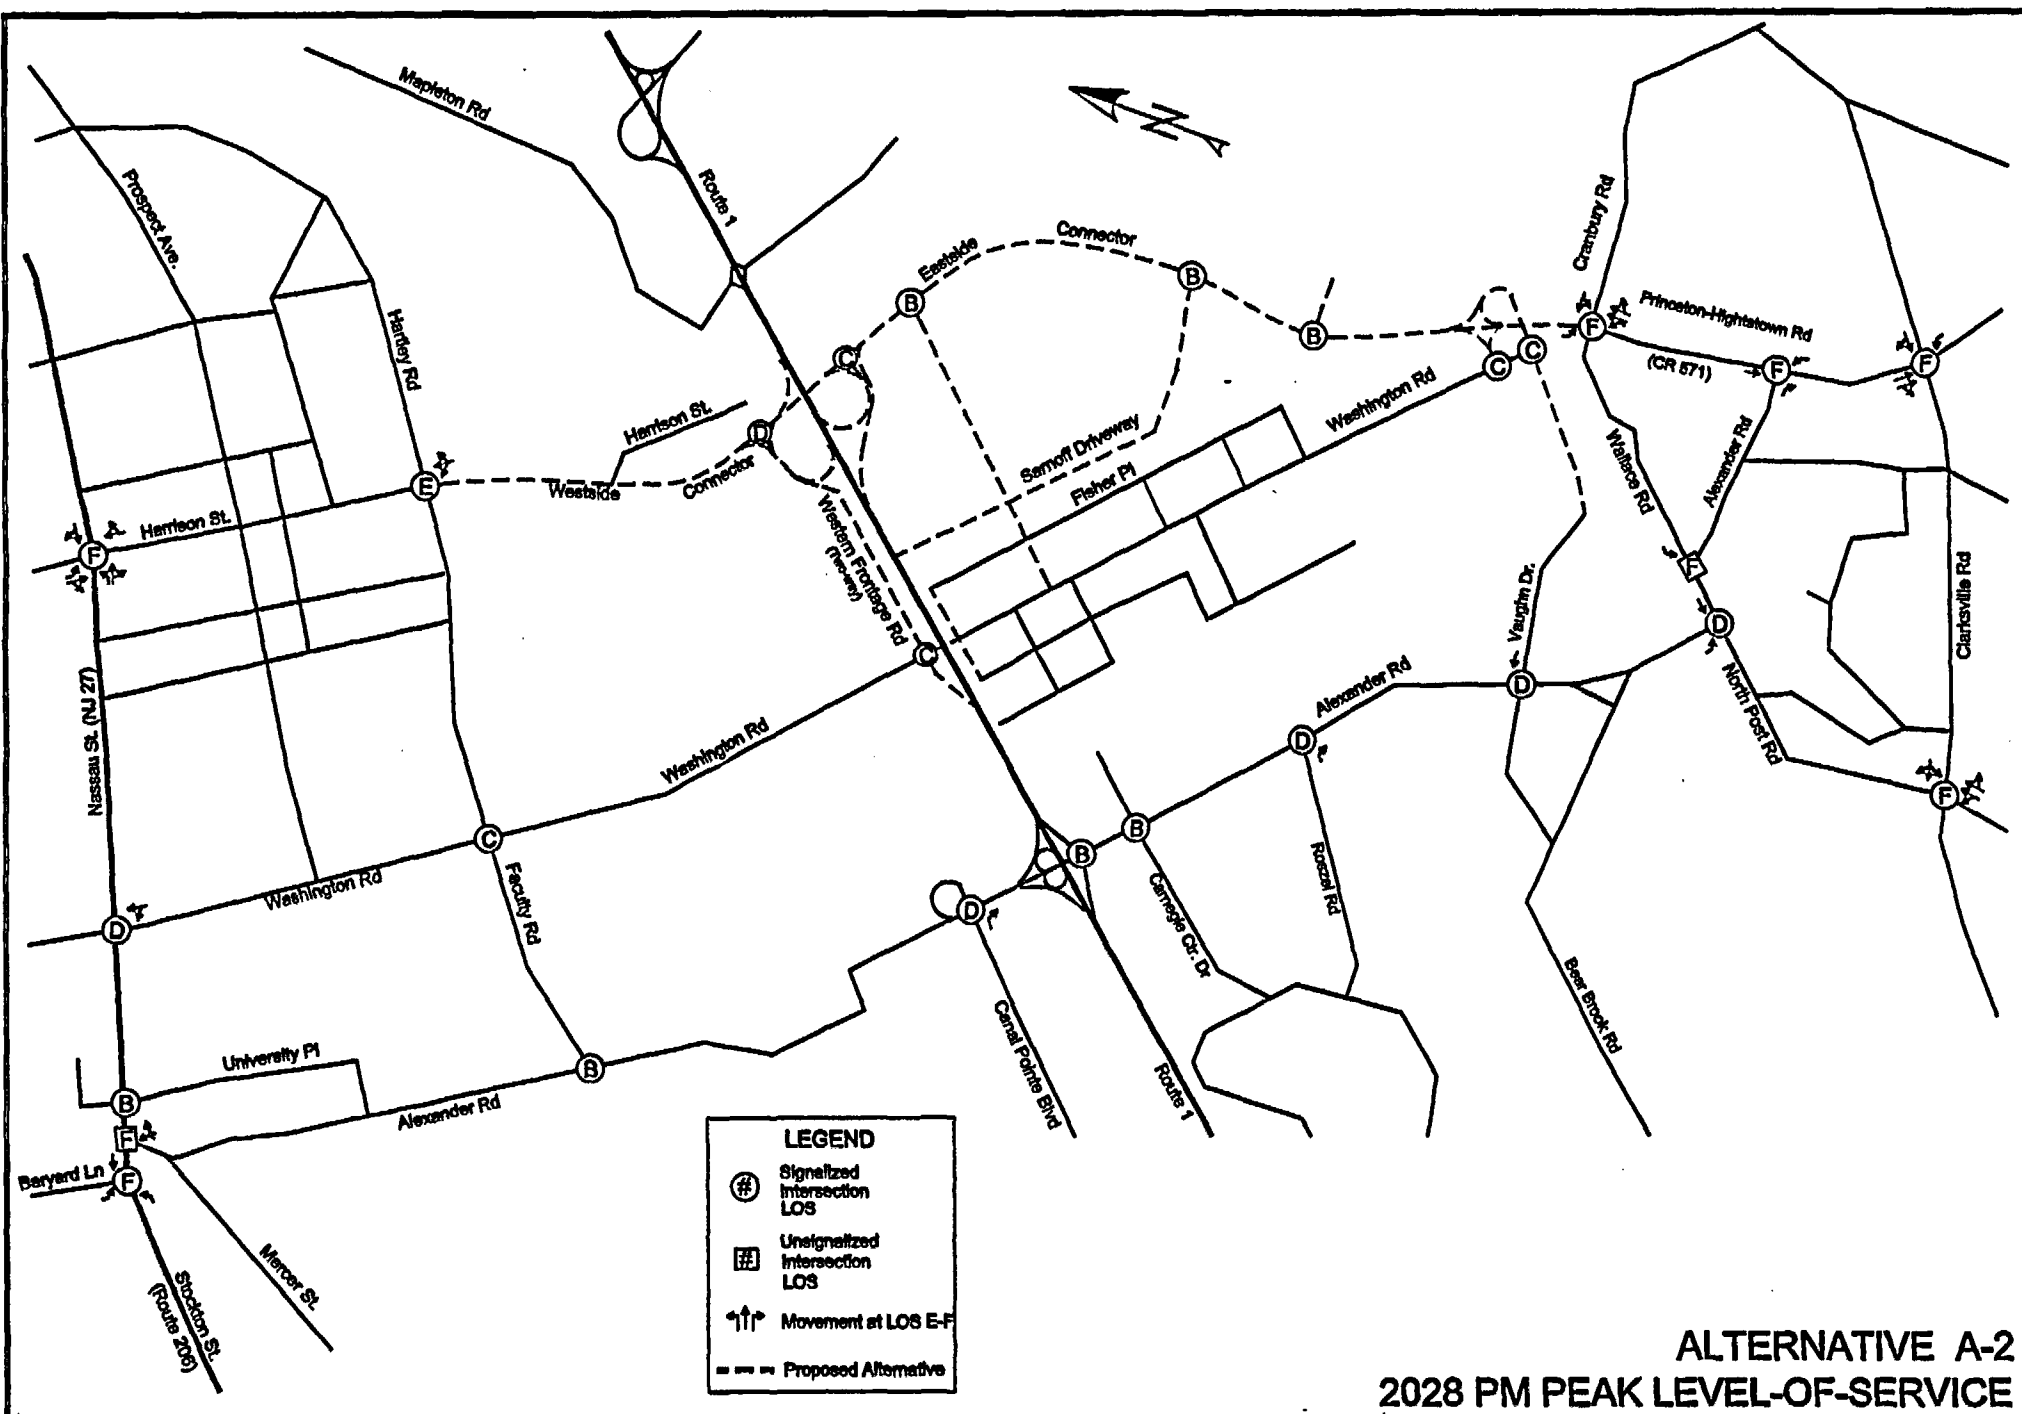 Mapleton Rd
Prospect Ave.
Route 1
N
Cranbury Rd
Connector
Eastside
B
B
Princeton-Hightstown Rd
(CR 571)
Hartley Rd
B
F
C
C
C
F
F
Harrison St.
D
Washington Rd
Connector
Westside
E
Sarnoff Driveway
Fisher Pl
Wallace Rd
Alexander Rd
Harrison St.
F
Western Frontage Rd
(Two-way)
F
Vaughn Dr.
Clarksville Rd
D
C
D
North Post Rd
Alexander Rd
Nassau St. (NJ 27)
Washington Rd
D
F
C
B
B
Roszel Rd
Faculty Rd
Washington Rd
Carnegie Ctr. Dr
D
D
Bear Brook Rd
Canal Pointe Blvd
University Pl
B
Alexander Rd
B
Route 1
F
Baryard Ln
F
Mercer St.
Stockton St.
(Route 206)
LEGEND
# Signalized
Intersection
LOS
# Unsignalized
Intersection
LOS
Movement at LOS E-F
Proposed Alternative
ALTERNATIVE A-2
2028 PM PEAK LEVEL-OF-SERVICE